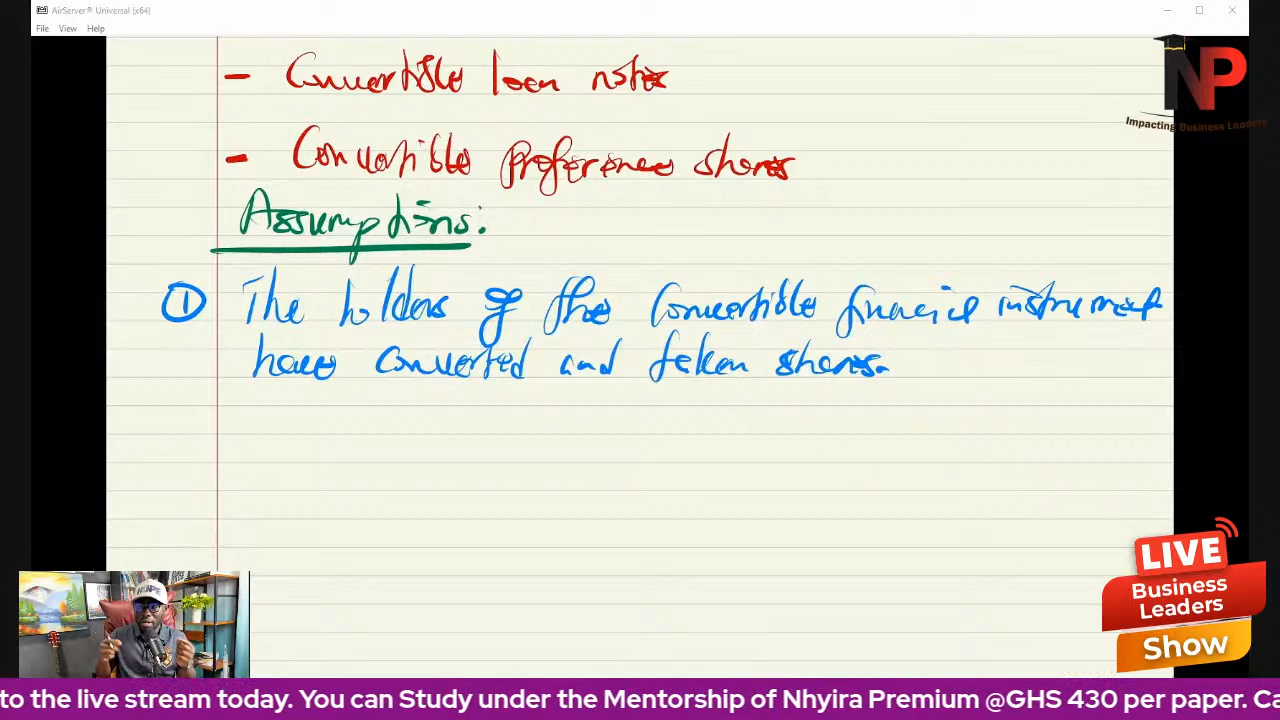 AirServer® Universal (x64)
File View Help
- Convertible loan notes
- Convertible preference shares
Assumptions:
① The holders of the convertible financial instrument
have converted and taken shares.
NP
Impacting Business Leaders
LIVE
Business
Leaders
Show
to the live stream today. You can Study under the Mentorship of Nhyira Premium @GHS 430 per paper. Ca